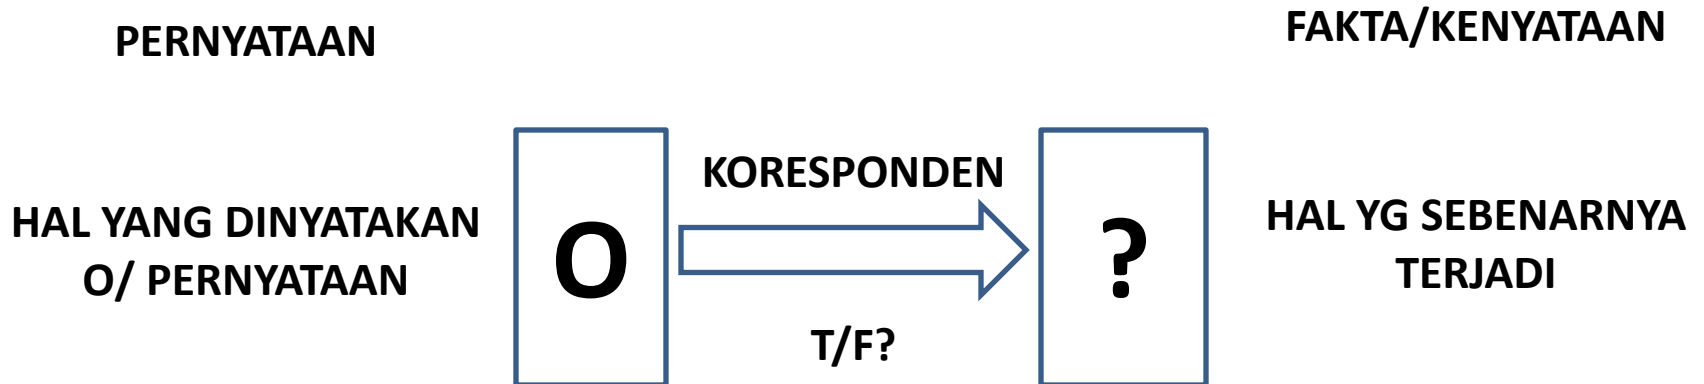 PERNYATAAN
FAKTA/KENYATAAN
HAL YANG DINYATAKAN
O/ PERNYATAAN
O
KORESPONDEN
T/F?
?
HAL YG SEBENARNYA
TERJADI